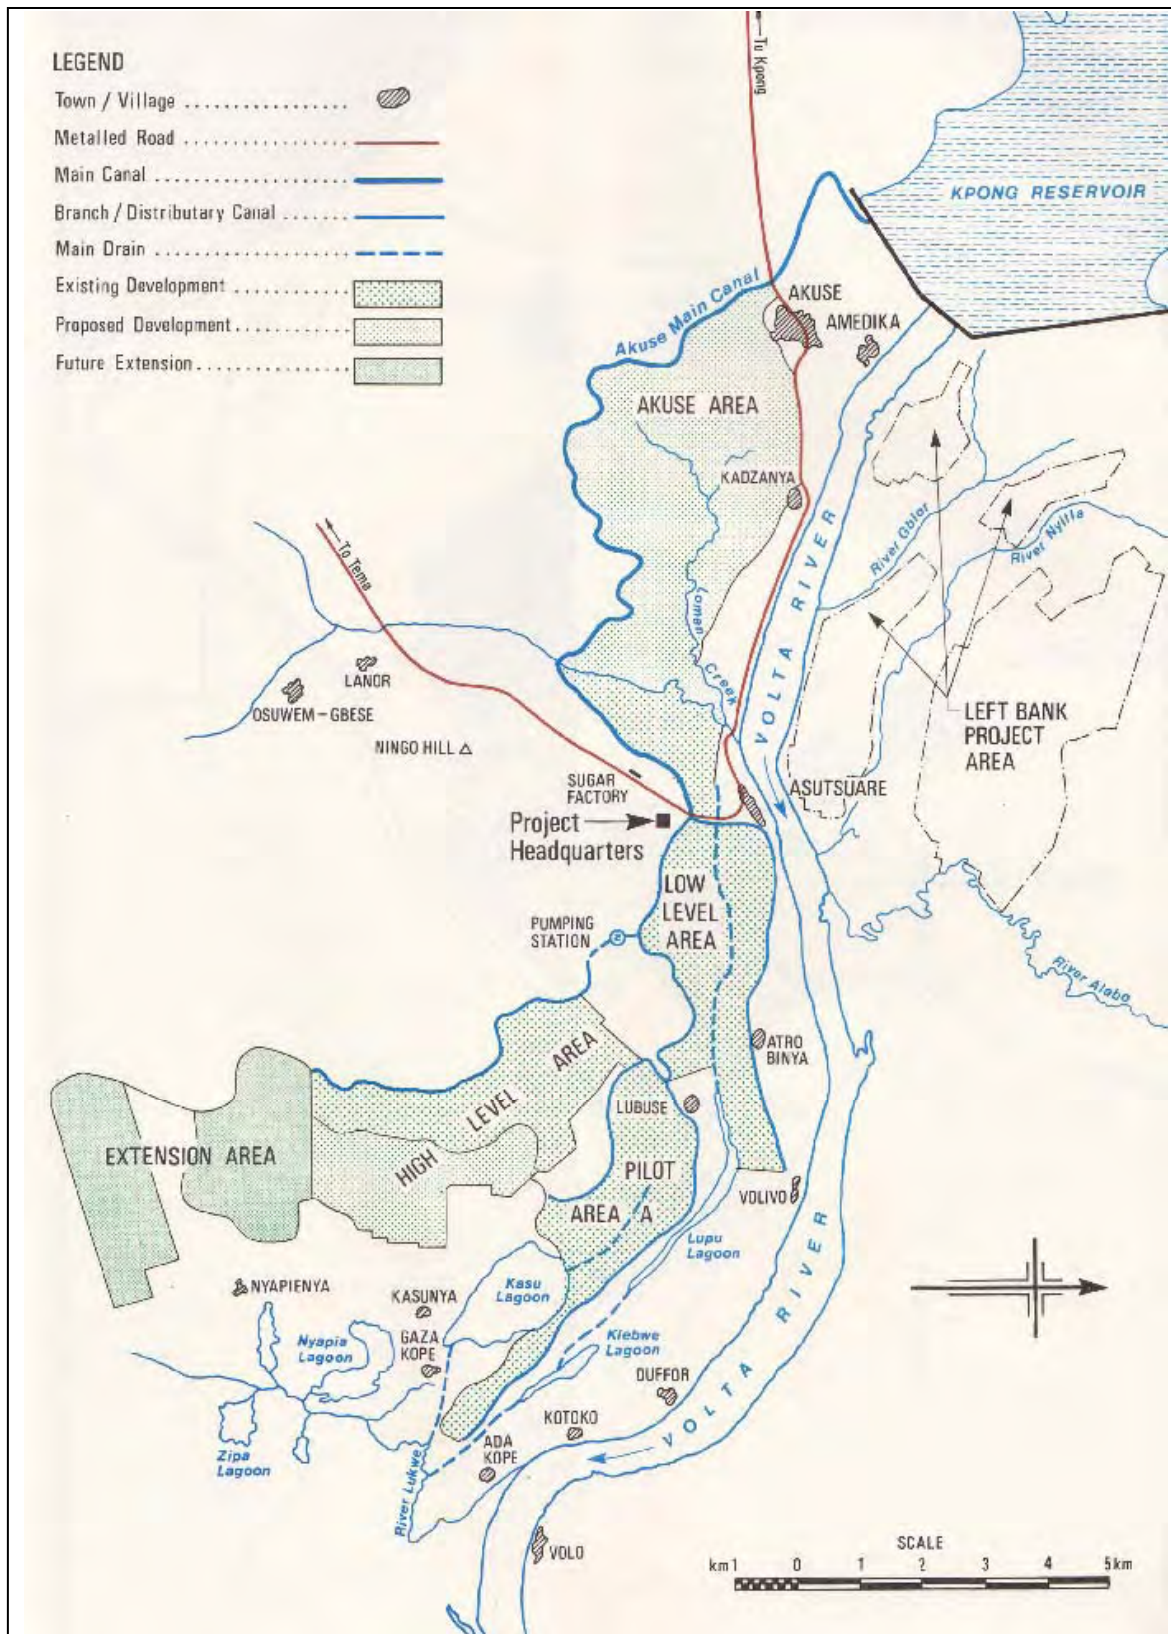 LEGEND
Town / Village
Metalled Road
Main Canal
Branch / Distributary Canal
Main Drain
Existing Development
Proposed Development
Future Extension
To Kpong
KPONG RESERVOIR
Akuse Main Canal
AKUSE
AMEDIKA
AKUSE AREA
KADZANYA
River Gblor
River Nyifla
VOLTA RIVER
Loman Creek
To Tema
LANOR
OSUWEM – GBESE
NINGO HILL
LEFT BANK
PROJECT
AREA
SUGAR
FACTORY
ASUTSUARE
Project
Headquarters
LOW
LEVEL
AREA
PUMPING
STATION
River Alabo
ATRO
BINYA
HIGH LEVEL AREA
LUBUSE
EXTENSION AREA
PILOT
AREA A
VOLIVO
Lupu
Lagoon
VOLTA RIVER
NYAPIENYA
KASUNYA
Kasu
Lagoon
Nyapia
Lagoon
GAZA
KOPE
Klebwe
Lagoon
DUFFOR
VOLTA
KOTOKO
ADA
KOPE
Zipa
Lagoon
River Lukwe
VOLO
SCALE
km 1 0 1 2 3 4 5 km